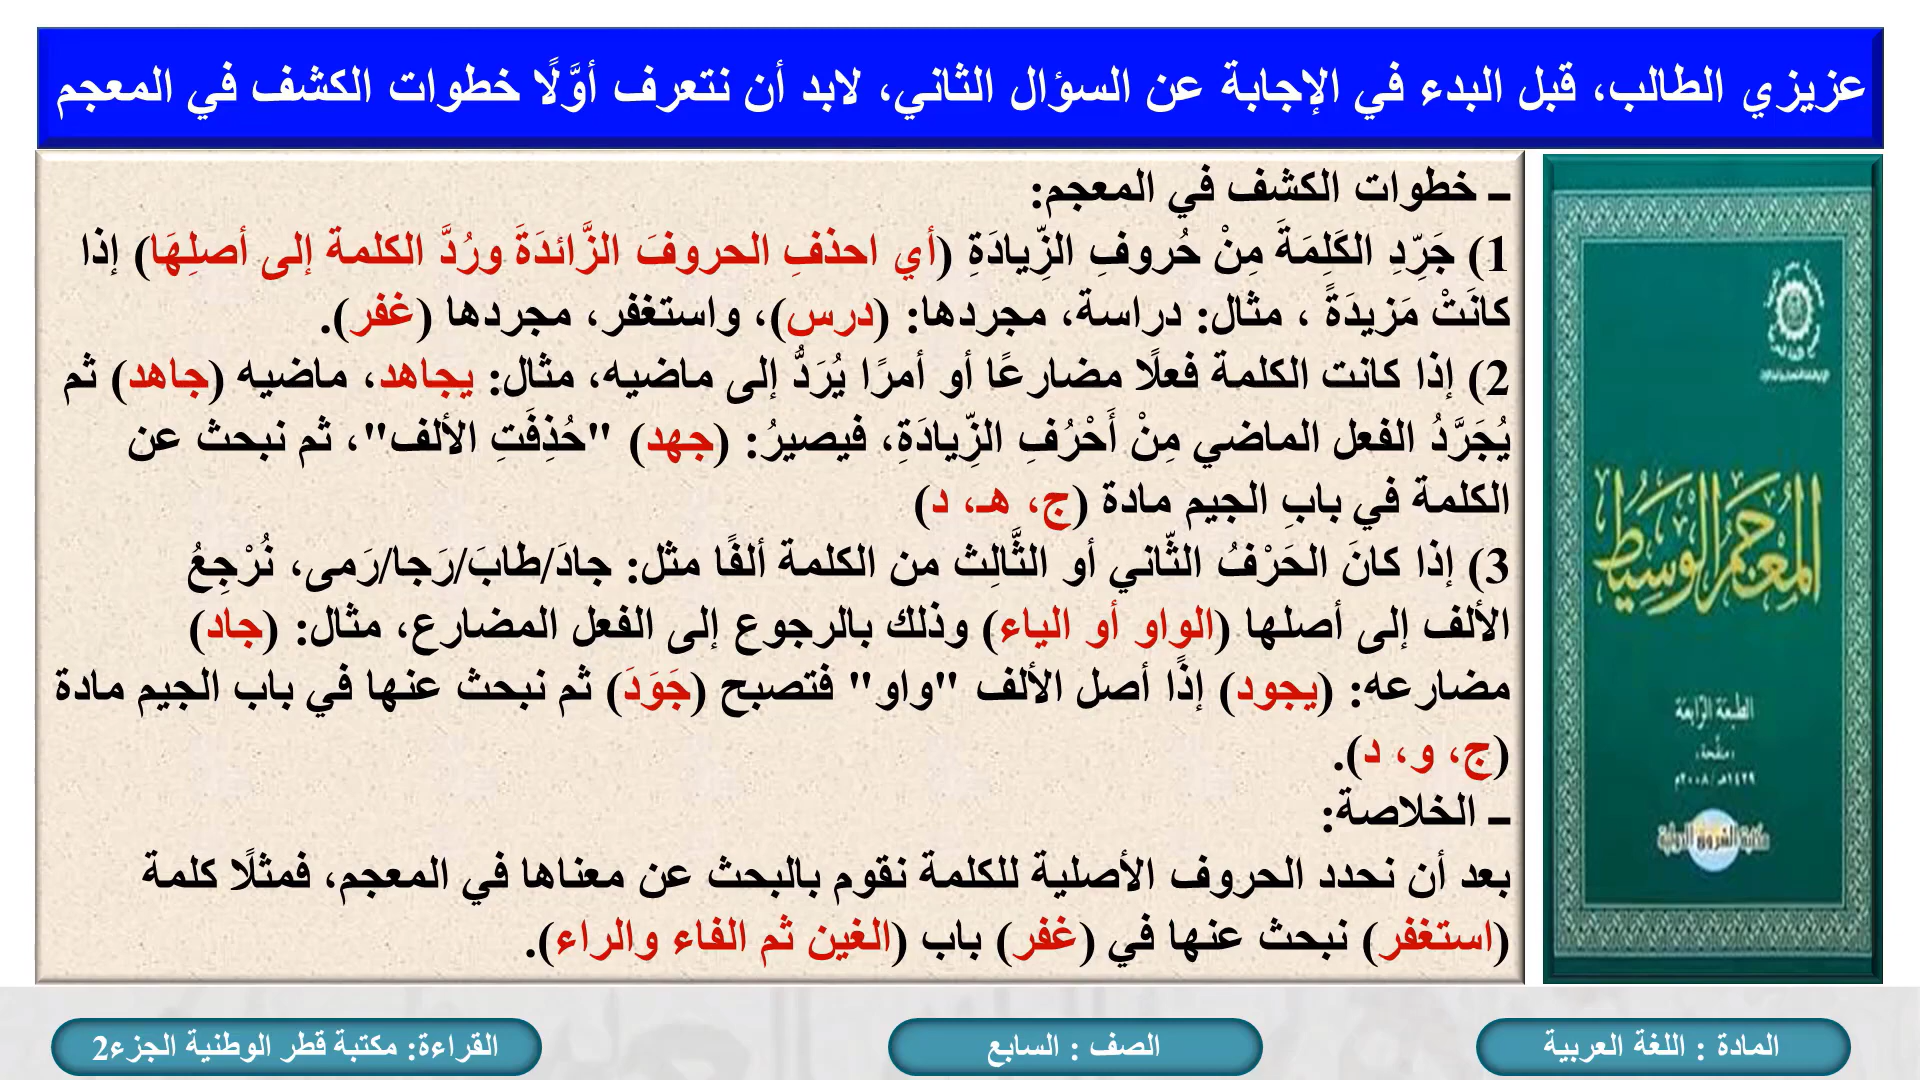 عزيزي الطالب، قبل البدء في الإجابة عن السؤال الثاني، لابد أن نتعرف أوَّلًا خطوات الكشف في المعجم
ـ خطوات الكشف في المعجم:
1) جَرِّدِ الكَلِمَةَ مِنْ حُروفِ الزِّيادَةِ (أي احذفِ الحروفَ الزَّائدَةَ ورُدَّ الكلمة إلى أصلِهَا) إذا
كانَتْ مَزيدَةً ، مثال: دراسة، مجردها: (درس)، واستغفر، مجردها (غفر).
2) إذا كانت الكلمة فعلًا مضارعًا أو أمرًا يُرَدُّ إلى ماضيه، مثال: يجاهد، ماضيه (جاهد) ثم
يُجَرَّدُ الفعل الماضي مِنْ أَحْرُفِ الزِّيادَةِ، فيصيرُ: (جهد) "حُذِفَتِ الألف"، ثم نبحث عن
الكلمة في بابِ الجيم مادة (ج، هـ، د)
3) إذا كانَ الحَرْفُ الثّاني أو الثَّالِث من الكلمة ألفًا مثل: جادَ/طابَ/رَجا/رَمى، نُرْجِعُ
الألف إلى أصلها (الواو أو الياء) وذلك بالرجوع إلى الفعل المضارع، مثال: (جاد)
مضارعه: (يجود) إذًا أصل الألف "واو" فتصبح (جَوَدَ) ثم نبحث عنها في باب الجيم مادة
(ج، و، د).
ـ الخلاصة:
بعد أن نحدد الحروف الأصلية للكلمة نقوم بالبحث عن معناها في المعجم، فمثلًا كلمة
(استغفر) نبحث عنها في (غفر) باب (الغين ثم الفاء والراء).
المعجم الوسيط
الطبعة الرابعة
١٤٢٩هـ/٢٠٠٨م
مكتبة الشروق الدولية
المادة : اللغة العربية
الصف : السابع
القراءة: مكتبة قطر الوطنية الجزء2